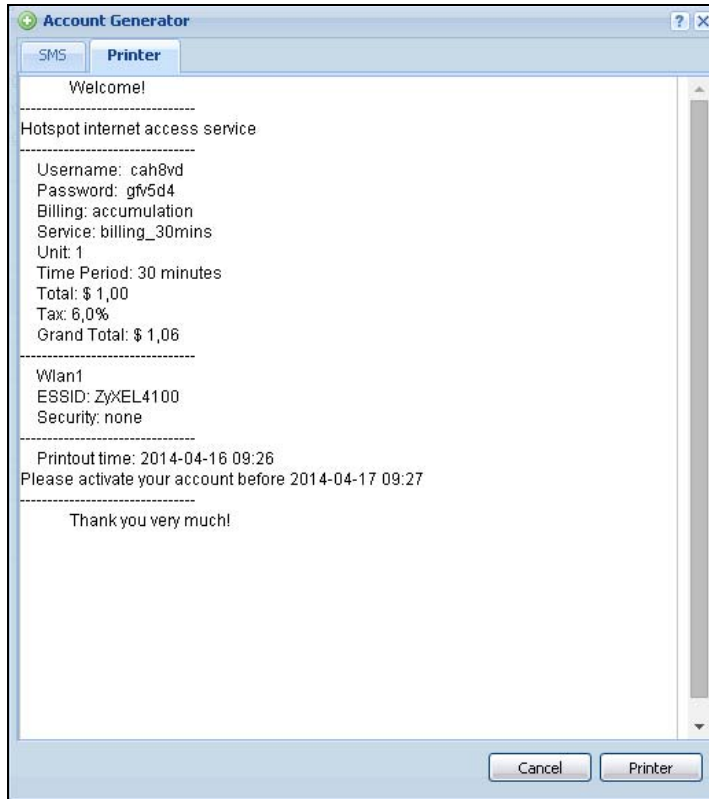 Account Generator
SMS Printer
Welcome!
-------------------------------
Hotspot internet access service
-------------------------------
Username: cah8vd
Password: gfv5d4
Billing: accumulation
Service: billing_30mins
Unit: 1
Time Period: 30 minutes
Total: $ 1,00
Tax: 6,0%
Grand Total: $ 1,06
-------------------------------
Wlan1
ESSID: ZyXEL4100
Security: none
-------------------------------
Printout time: 2014-04-16 09:26
Please activate your account before 2014-04-17 09:27
-------------------------------
Thank you very much!
Cancel Printer